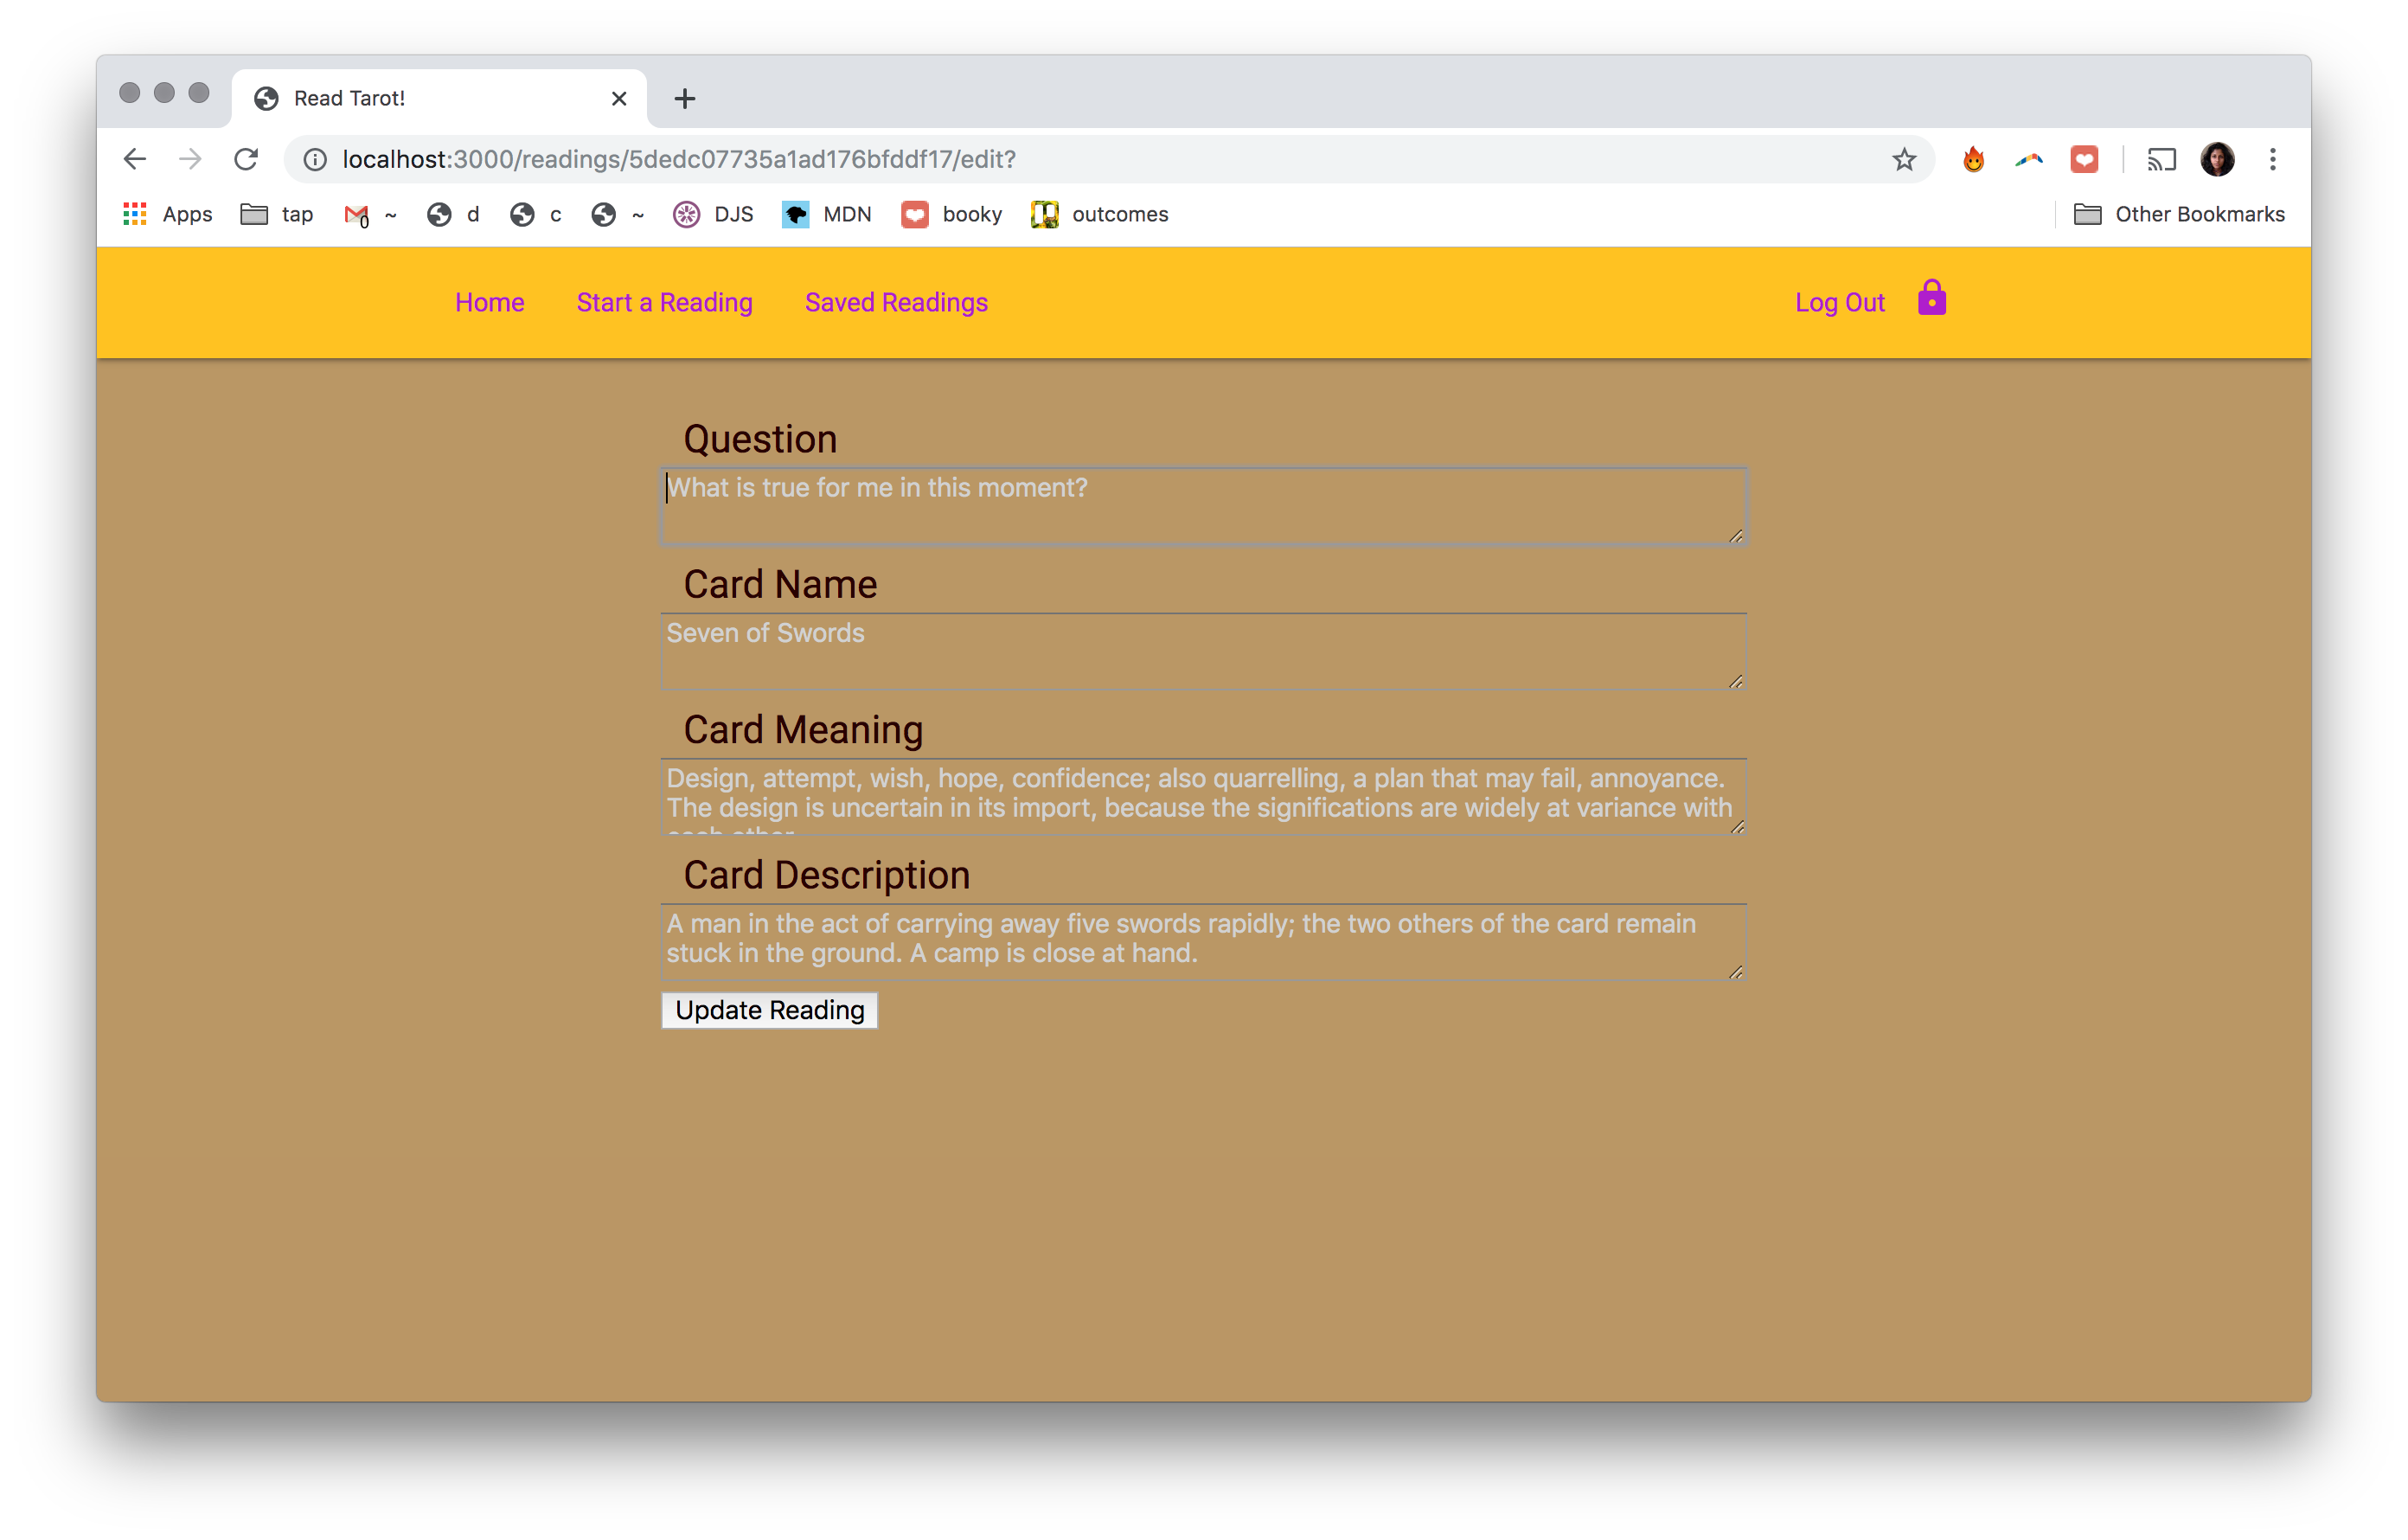 Read Tarot!
localhost:3000/readings/5dedc07735a1ad176bfddf17/edit?
Apps tap ~ d c ~ DJS MDN booky outcomes Other Bookmarks
Home Start a Reading Saved Readings Log Out
Question
What is true for me in this moment?
Card Name
Seven of Swords
Card Meaning
Design, attempt, wish, hope, confidence; also quarrelling, a plan that may fail, annoyance.
The design is uncertain in its import, because the significations are widely at variance with
Card Description
A man in the act of carrying away five swords rapidly; the two others of the card remain
stuck in the ground. A camp is close at hand.
Update Reading